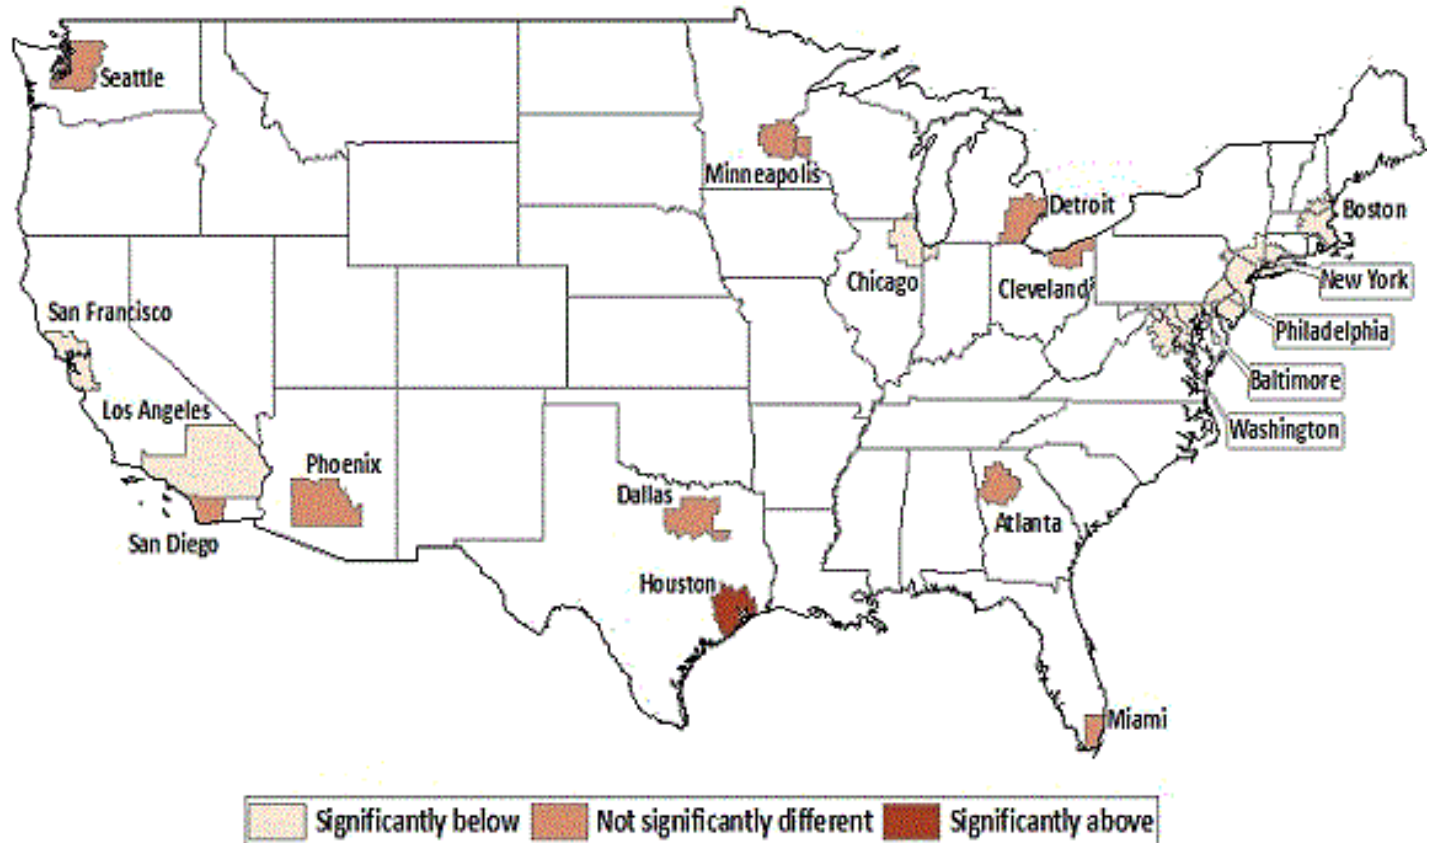 Seattle
Minneapolis
Detroit
Boston
Chicago
Cleveland
New York
San Francisco
Philadelphia
Baltimore
Los Angeles
Washington
Phoenix
Dallas
Atlanta
San Diego
Houston
Miami
Significantly below
Not significantly different
Significantly above